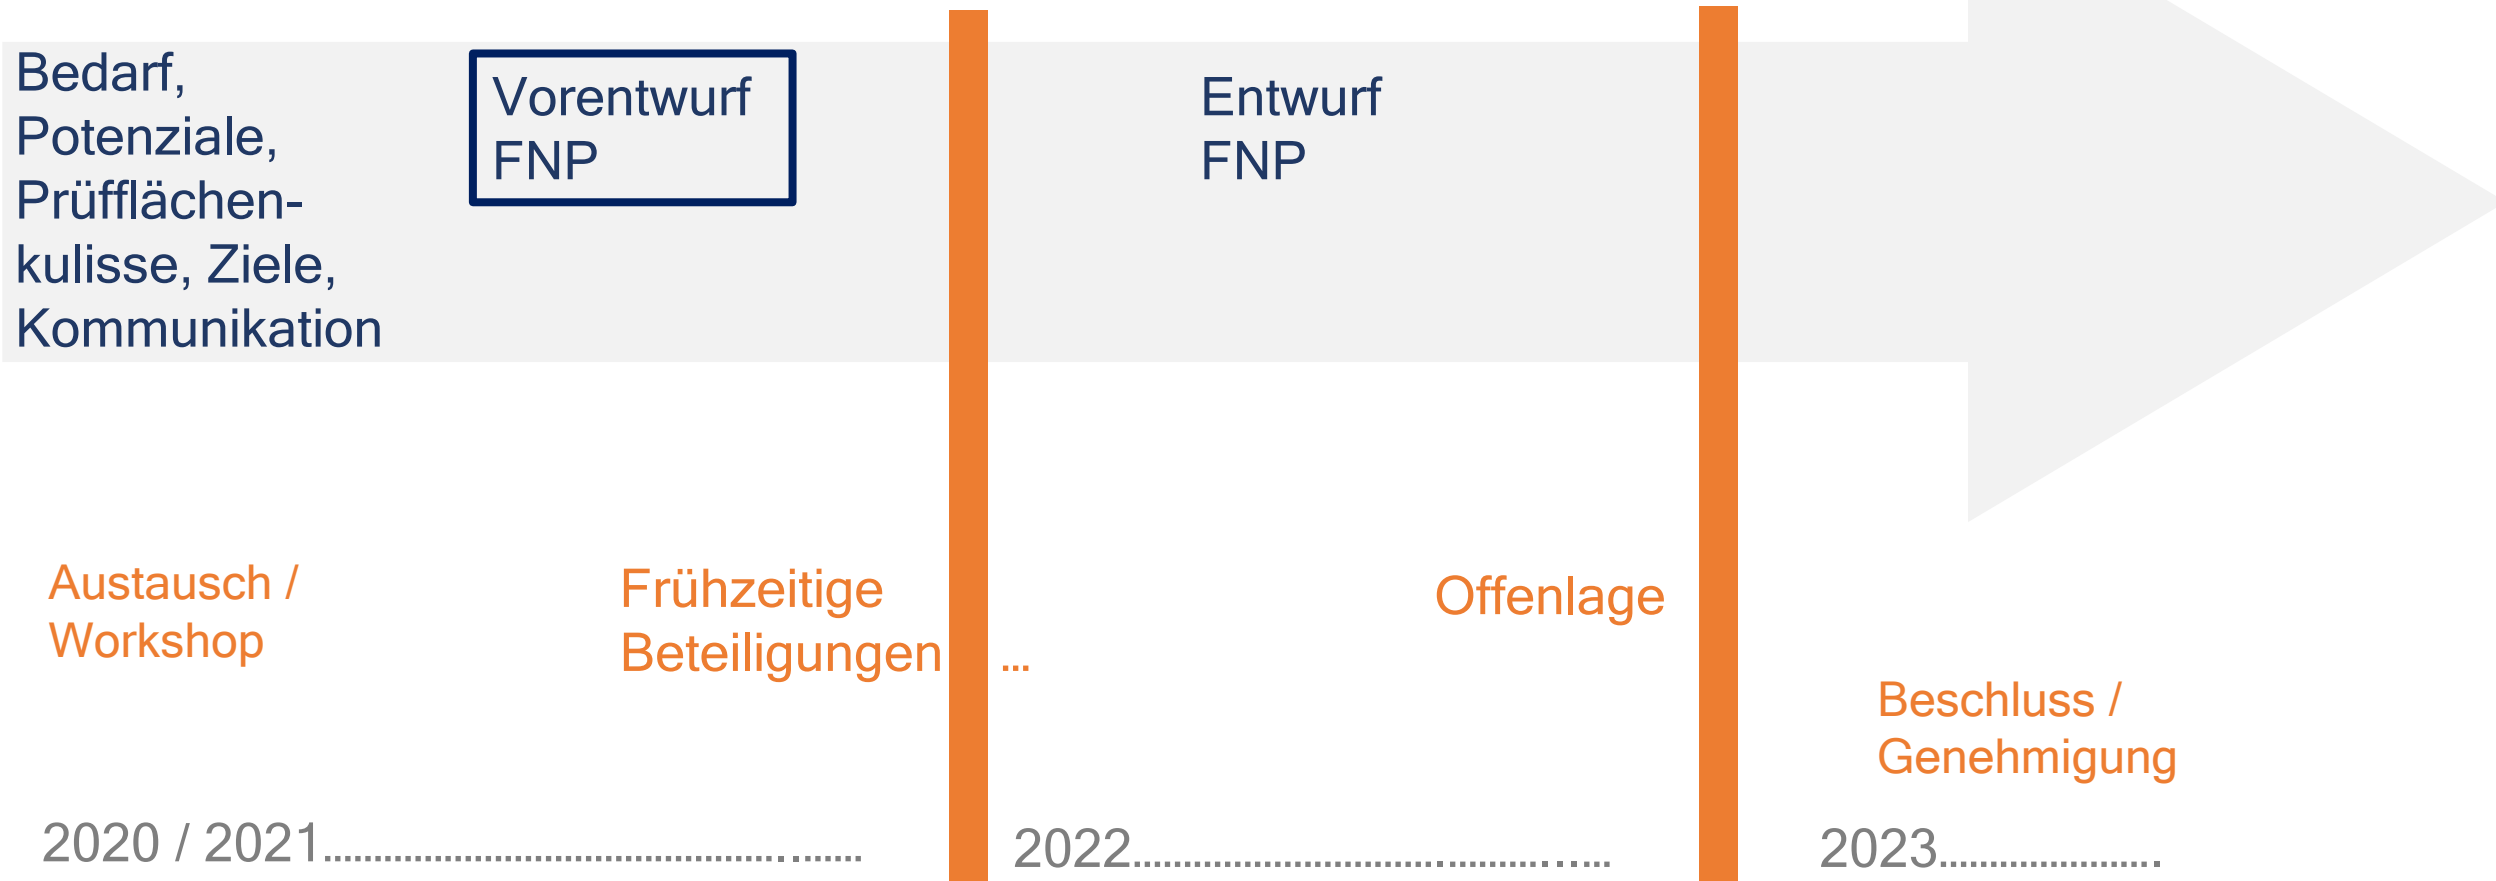 Bedarf,
Potenziale,
Prüfflächen-
kullisse, Ziele,
Kommunikation
Vorentwurf
FNP
Entwurf
FNP
Austausch /
Workshop
Frühzeitige
Beteiligungen ...
Offenlage
Beschluss /
Genehmigung
2020 / 2021......................................................
2022................................................
2023......................